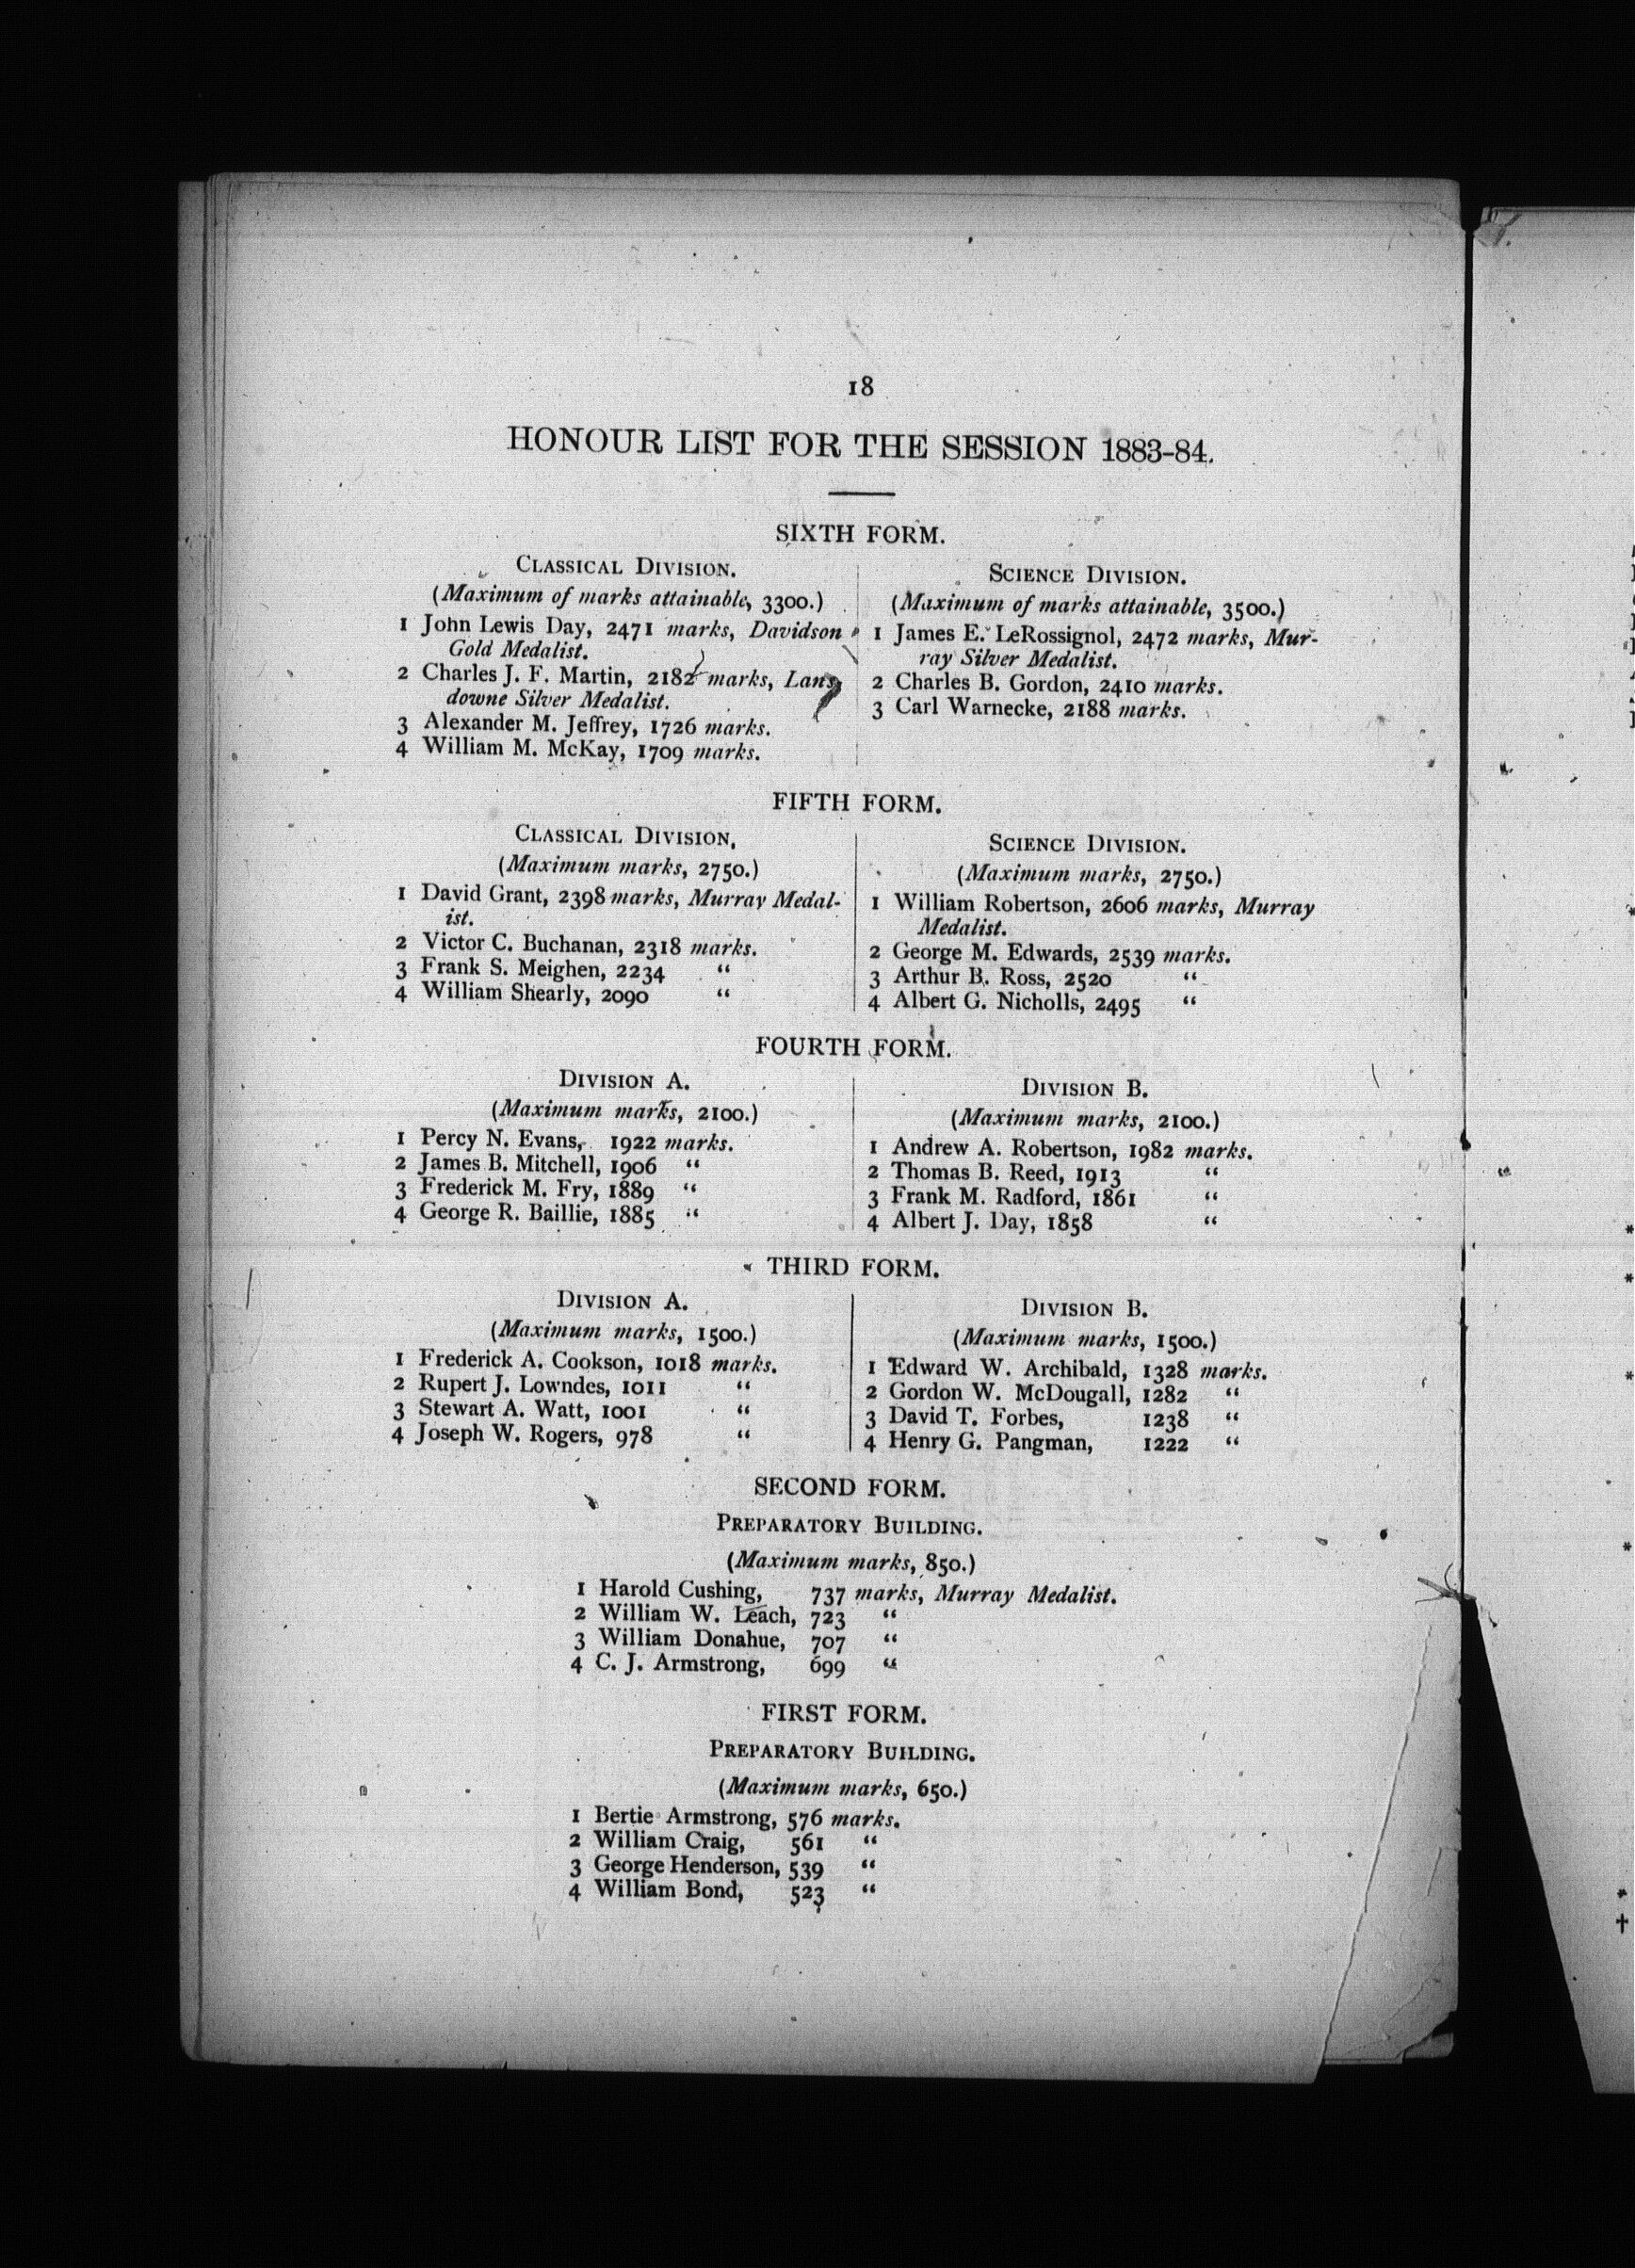 18
HONOUR LIST FOR THE SESSION 1883-84.
SIXTH FORM.
CLASSICAL DIVISION.
(Maximum of marks attainable, 3300.)
1 John Lewis Day, 2471 marks, Davidson
Gold Medalist.
2 Charles J. F. Martin, 2182 marks, Lans-
downe Silver Medalist.
3 Alexander M. Jeffrey, 1726 marks.
4 William M. McKay, 1709 marks.
SCIENCE DIVISION.
(Maximum of marks attainable, 3500.)
1 James E. LeRossignol, 2472 marks, Mur-
ray Silver Medalist.
2 Charles B. Gordon, 2410 marks.
3 Carl Warnecke, 2188 marks.
FIFTH FORM.
CLASSICAL DIVISION,
(Maximum marks, 2750.)
1 David Grant, 2398 marks, Murray Medal-
ist.
2 Victor C. Buchanan, 2318 marks.
3 Frank S. Meighen, 2234 “
4 William Shearly, 2090 “
SCIENCE DIVISION.
(Maximum marks, 2750.)
1 William Robertson, 2606 marks, Murray
Medalist.
2 George M. Edwards, 2539 marks.
3 Arthur B. Ross, 2520 “
4 Albert G. Nicholls, 2495 “
FOURTH FORM.
DIVISION A.
(Maximum marks, 2100.)
1 Percy N. Evans, 1922 marks.
2 James B. Mitchell, 1906 “
3 Frederick M. Fry, 1889 “
4 George R. Baillie, 1885 “
DIVISION B.
(Maximum marks, 2100.)
1 Andrew A. Robertson, 1982 marks.
2 Thomas B. Reed, 1913 “
3 Frank M. Radford, 1861 “
4 Albert J. Day, 1858 “
THIRD FORM.
DIVISION A.
(Maximum marks, 1500.)
1 Frederick A. Cookson, 1018 marks.
2 Rupert J. Lowndes, 1011 “
3 Stewart A. Watt, 1001 “
4 Joseph W. Rogers, 978 “
DIVISION B.
(Maximum marks, 1500.)
1 Edward W. Archibald, 1328 marks.
2 Gordon W. McDougall, 1282 “
3 David T. Forbes, 1238 “
4 Henry G. Pangman, 1222 “
SECOND FORM.
PREPARATORY BUILDING.
(Maximum marks, 850.)
1 Harold Cushing, 737 marks, Murray Medalist.
2 William W. Leach, 723 “
3 William Donahue, 707 “
4 C. J. Armstrong, 699 “
FIRST FORM.
PREPARATORY BUILDING.
(Maximum marks, 650.)
1 Bertie Armstrong, 576 marks.
2 William Craig, 561 “
3 George Henderson, 539 “
4 William Bond, 523 “